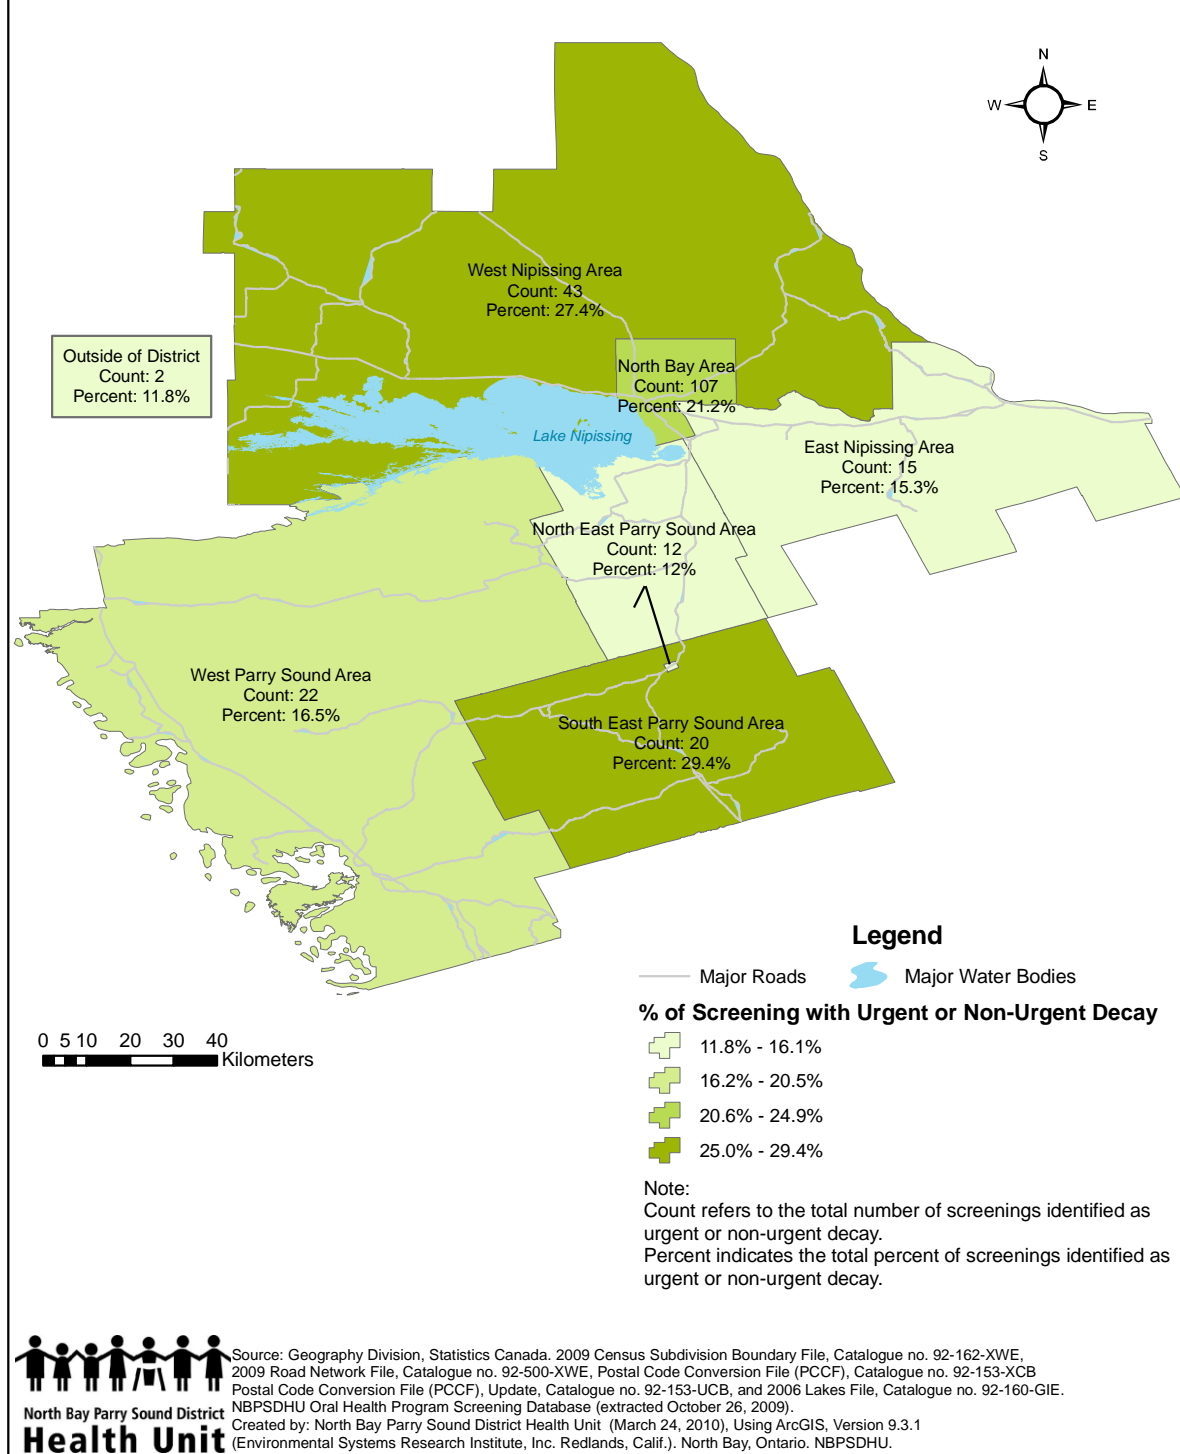 N
W E
S
West Nipissing Area
Count: 43
Percent: 27.4%
Outside of District
Count: 2
Percent: 11.8%
North Bay Area
Count: 107
Percent: 21.2%
Lake Nipissing
East Nipissing Area
Count: 15
Percent: 15.3%
North East Parry Sound Area
Count: 12
Percent: 12%
West Parry Sound Area
Count: 22
Percent: 16.5%
South East Parry Sound Area
Count: 20
Percent: 29.4%
Legend
Major Roads
Major Water Bodies
% of Screening with Urgent or Non-Urgent Decay
11.8% - 16.1%
16.2% - 20.5%
20.6% - 24.9%
25.0% - 29.4%
0 5 10 20 30 40
Kilometers
Note:
Count refers to the total number of screenings identified as
urgent or non-urgent decay.
Percent indicates the total percent of screenings identified as
urgent or non-urgent decay.
North Bay Parry Sound District
Health Unit
Source: Geography Division, Statistics Canada. 2009 Census Subdivision Boundary File, Catalogue no. 92-162-XWE,
2009 Road Network File, Catalogue no. 92-500-XWE, Postal Code Conversion File (PCCF), Catalogue no. 92-153-XCB
Postal Code Conversion File (PCCF), Update, Catalogue no. 92-153-UCB, and 2006 Lakes File, Catalogue no. 92-160-GIE.
NBPSDHU Oral Health Program Screening Database (extracted October 26, 2009).
Created by: North Bay Parry Sound District Health Unit (March 24, 2010), Using ArcGIS, Version 9.3.1
(Environmental Systems Research Institute, Inc. Redlands, Calif.). North Bay, Ontario. NBPSDHU.